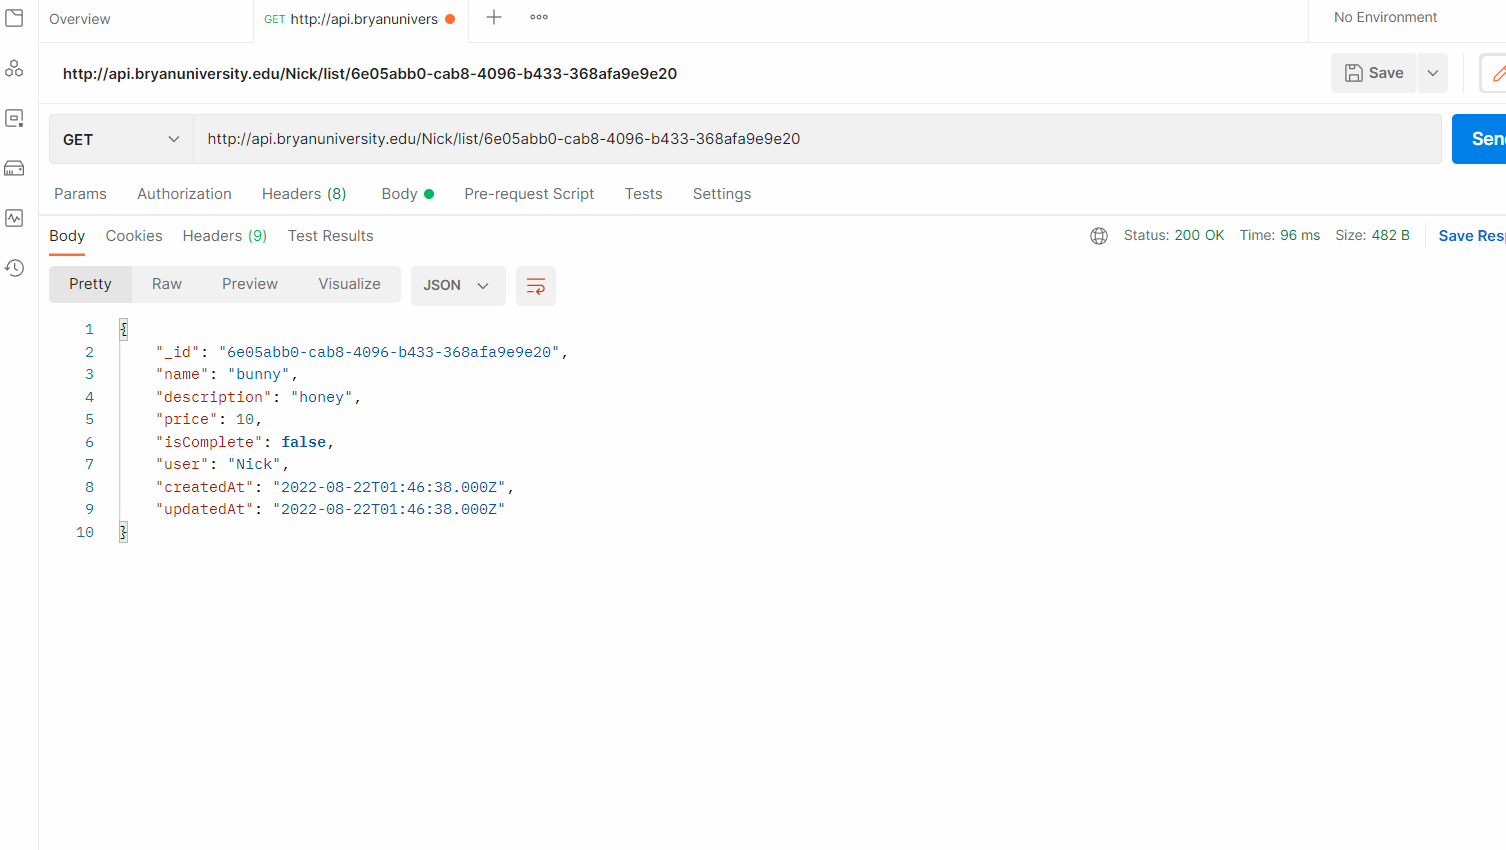 Overview
GET http://api.bryanunivers
No Environment
http://api.bryanuniversity.edu/Nick/list/6e05abb0-cab8-4096-b433-368afa9e9e20
Save
GET
http://api.bryanuniversity.edu/Nick/list/6e05abb0-cab8-4096-b433-368afa9e9e20
Sen
Params Authorization Headers (8) Body Pre-request Script Tests Settings
Body Cookies Headers (9) Test Results
Status: 200 OK Time: 96 ms Size: 482 B Save Resp
Pretty Raw Preview Visualize JSON
1 {
2 "_id": "6e05abb0-cab8-4096-b433-368afa9e9e20",
3 "name": "bunny",
4 "description": "honey",
5 "price": 10,
6 "isComplete": false,
7 "user": "Nick",
8 "createdAt": "2022-08-22T01:46:38.000Z",
9 "updatedAt": "2022-08-22T01:46:38.000Z"
10 }